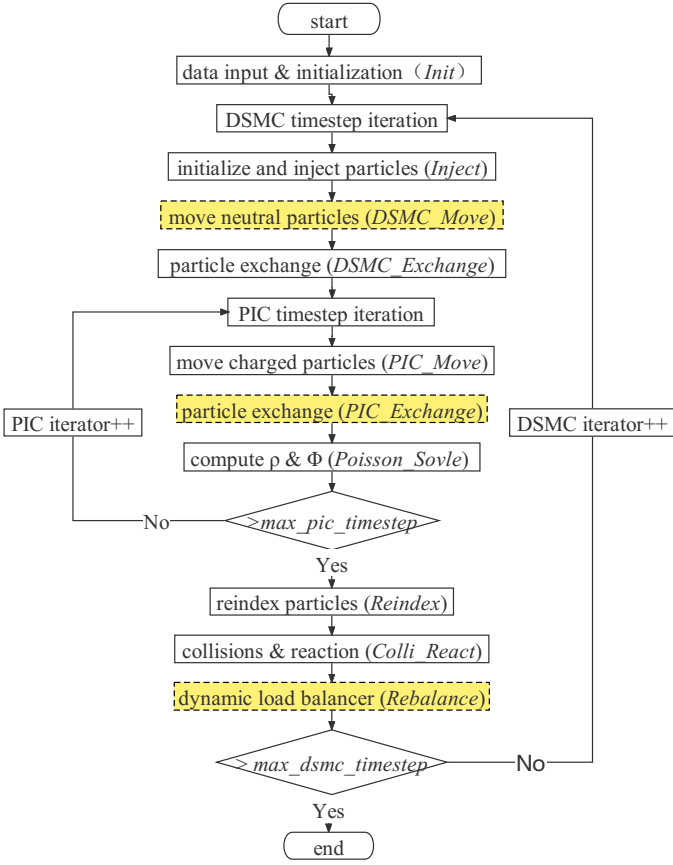 start
data input & initialization（Init）
DSMC timestep iteration
initialize and inject particles (Inject)
move neutral particles (DSMC_Move)
particle exchange (DSMC_Exchange)
PIC timestep iteration
move charged particles (PIC_Move)
particle exchange (PIC_Exchange)
PIC iterator++
DSMC iterator++
compute ρ & Φ (Poisson_Sovle)
>max_pic_timestep
No
Yes
reindex particles (Reindex)
collisions & reaction (Colli_React)
dynamic load balancer (Rebalance)
> max_dsmc_timestep
No
Yes
end